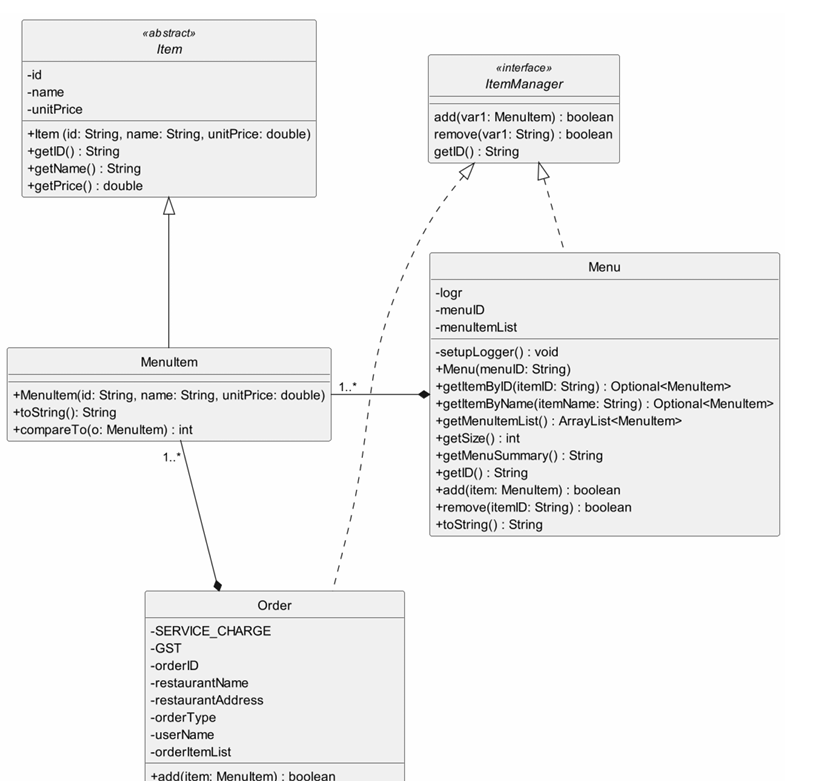 «abstract»
Item
-id
-name
-unitPrice
+Item (id: String, name: String, unitPrice: double)
+getID() : String
+getName() : String
+getPrice() : double
«interface»
ItemManager
add(var1: MenuItem) : boolean
remove(var1: String) : boolean
getID() : String
Menu
-logr
-menuID
-menuItemList
-setupLogger() : void
+Menu(menuID: String)
+getItemByID(itemID: String) : Optional<MenuItem>
+getItemByName(itemName: String) : Optional<MenuItem>
+getMenuItemList() : ArrayList<MenuItem>
+getSize() : int
+getMenuSummary() : String
+getID() : String
+add(item: MenuItem) : boolean
+remove(itemID: String) : boolean
+toString() : String
MenuItem
+MenuItem(id: String, name: String, unitPrice: double)
+toString(): String
+compareTo(o: MenuItem) : int
1..*
1..*
Order
-SERVICE_CHARGE
-GST
-orderID
-restaurantName
-restaurantAddress
-orderType
-userName
-orderItemList
+add(item: MenuItem) : boolean